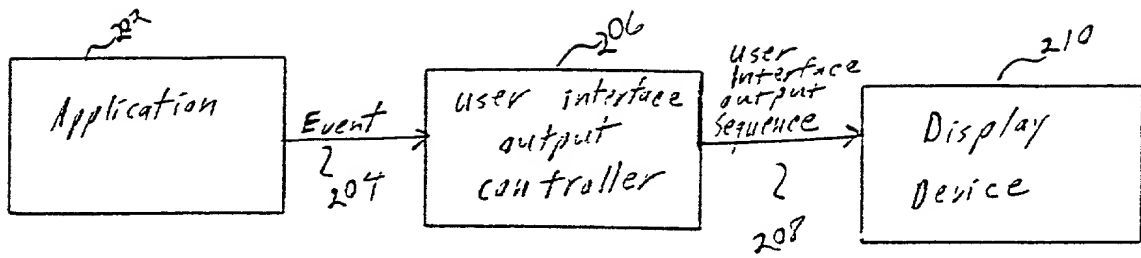 202
Application
Event
204
206
user interface
output
controller
user
Interface
output
sequence
208
210
Display
Device